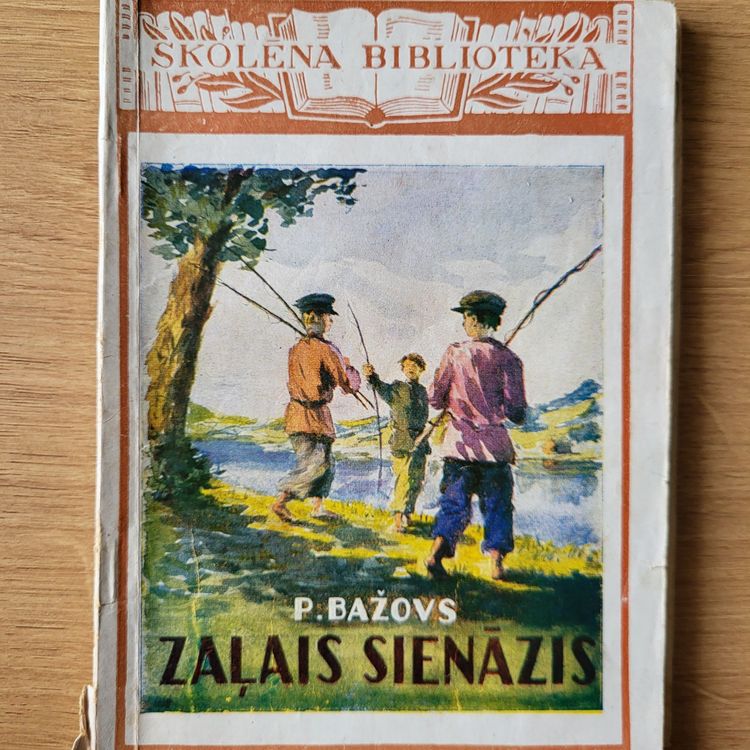 SKOLĒNA BIBLIOTĒKA
P. BAŽOVS
ZAĻAIS SIENĀZIS